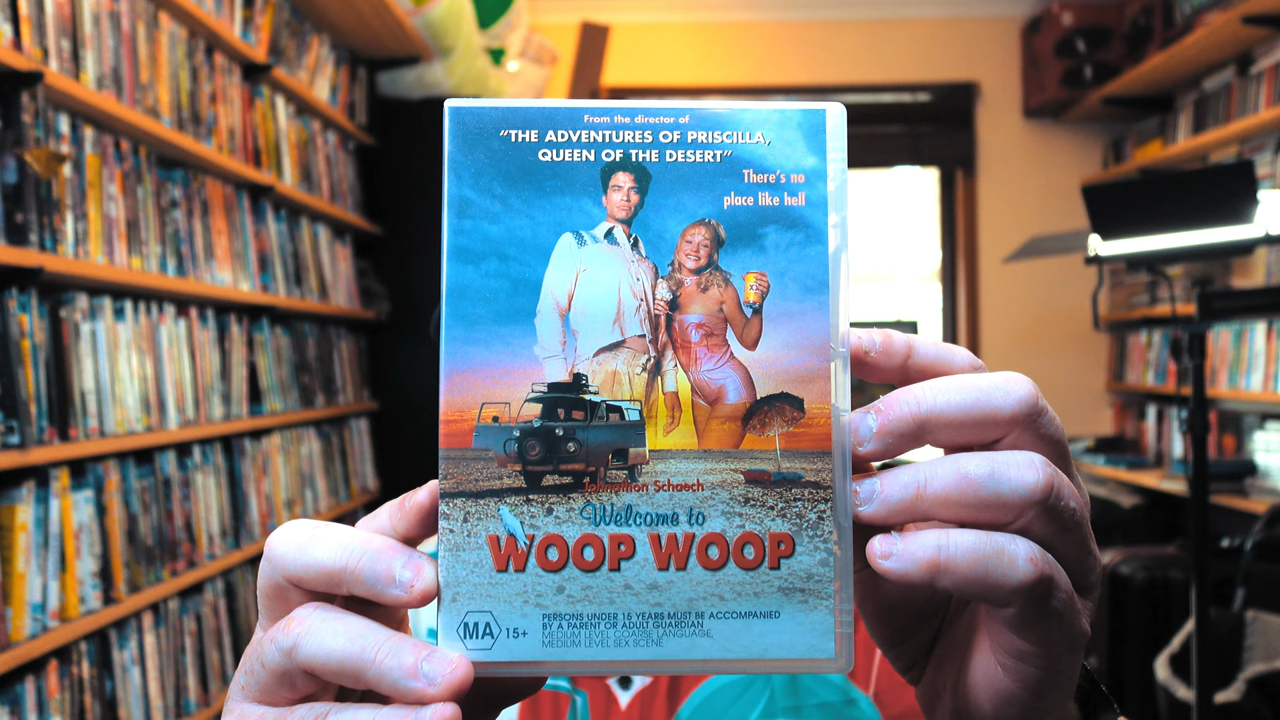 From the director of
"THE ADVENTURES OF PRISCILLA,
QUEEN OF THE DESERT"
There's no
place like hell
XX
Johnathon Schaech
Welcome to
WOOP WOOP
MA 15+
PERSONS UNDER 15 YEARS MUST BE ACCOMPANIED
BY A PARENT OR ADULT GUARDIAN
MEDIUM LEVEL COARSE LANGUAGE,
MEDIUM LEVEL SEX SCENE